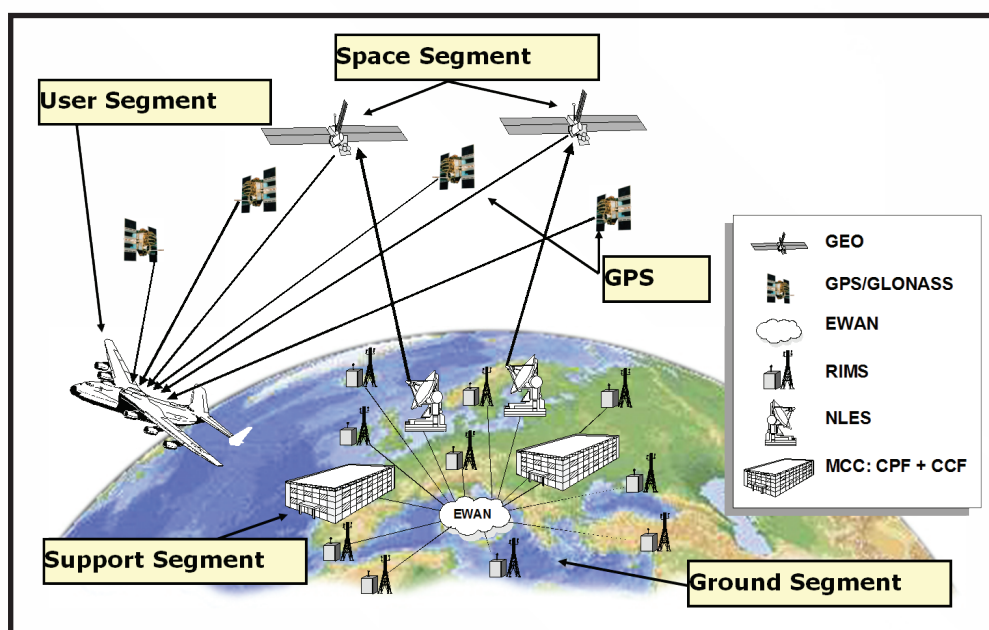 Space Segment
User Segment
GPS
GEO
GPS/GLONASS
EWAN
RIMS
NLES
MCC: CPF + CCF
EWAN
Support Segment
Ground Segment